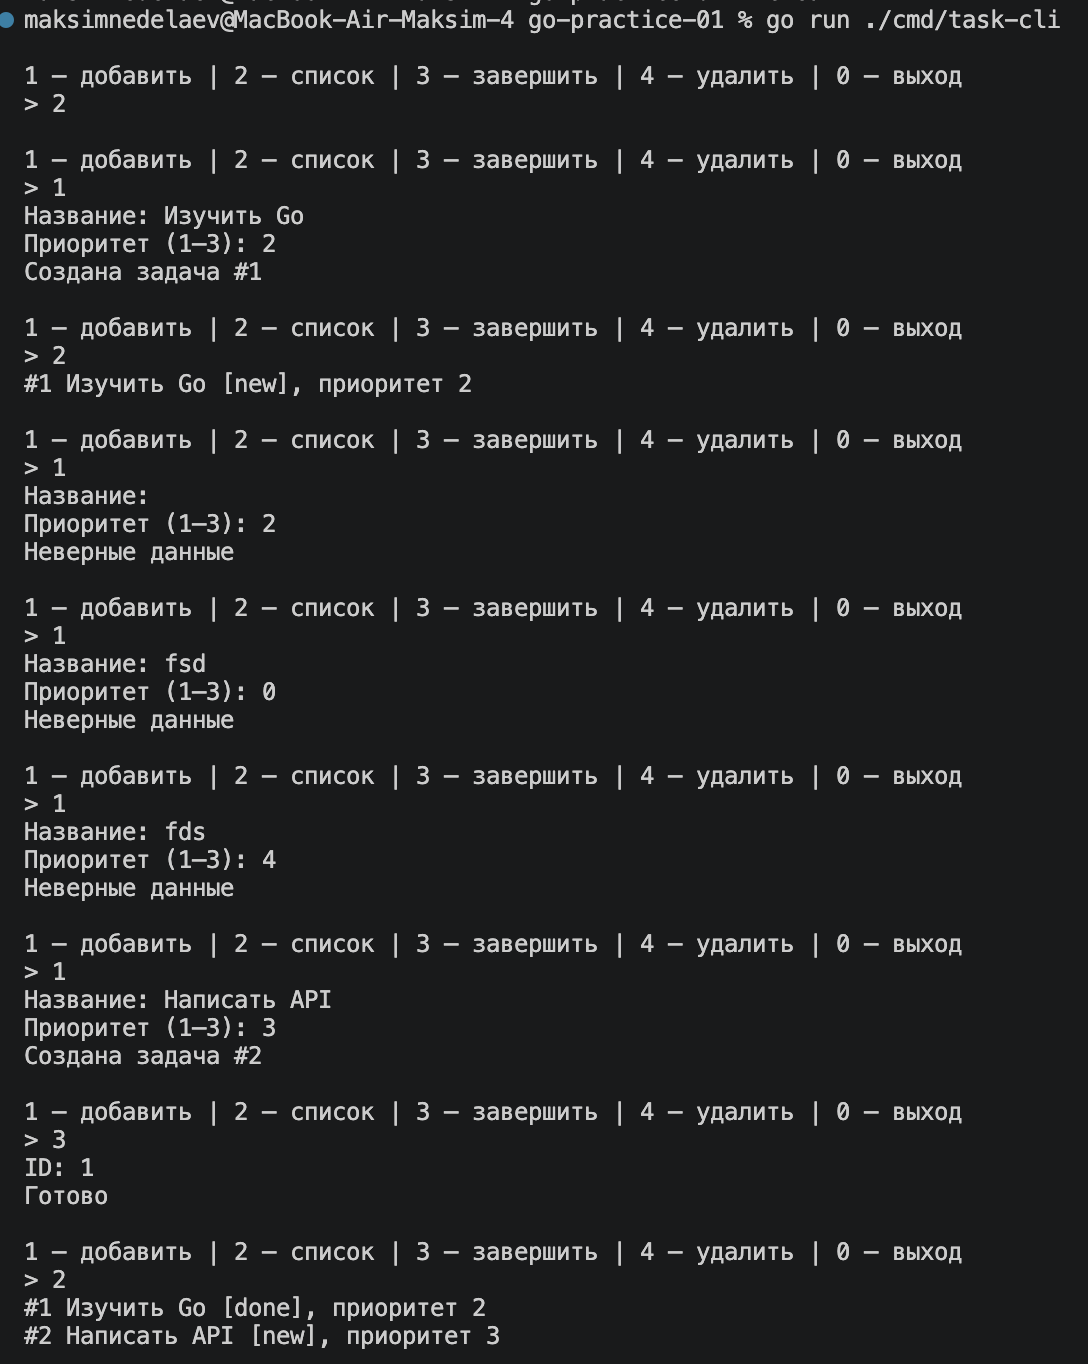 maksimnedelaev@MacBook-Air-Maksim-4 go-practice-01 % go run ./cmd/task-cli
1 — добавить | 2 — список | 3 — завершить | 4 — удалить | 0 — выход
> 2
1 — добавить | 2 — список | 3 — завершить | 4 — удалить | 0 — выход
> 1
Название: Изучить Go
Приоритет (1–3): 2
Создана задача #1
1 — добавить | 2 — список | 3 — завершить | 4 — удалить | 0 — выход
> 2
#1 Изучить Go [new], приоритет 2
1 — добавить | 2 — список | 3 — завершить | 4 — удалить | 0 — выход
> 1
Название:
Приоритет (1–3): 2
Неверные данные
1 — добавить | 2 — список | 3 — завершить | 4 — удалить | 0 — выход
> 1
Название: fsd
Приоритет (1–3): 0
Неверные данные
1 — добавить | 2 — список | 3 — завершить | 4 — удалить | 0 — выход
> 1
Название: fds
Приоритет (1–3): 4
Неверные данные
1 — добавить | 2 — список | 3 — завершить | 4 — удалить | 0 — выход
> 1
Название: Написать API
Приоритет (1–3): 3
Создана задача #2
1 — добавить | 2 — список | 3 — завершить | 4 — удалить | 0 — выход
> 3
ID: 1
Готово
1 — добавить | 2 — список | 3 — завершить | 4 — удалить | 0 — выход
> 2
#1 Изучить Go [done], приоритет 2
#2 Написать API [new], приоритет 3